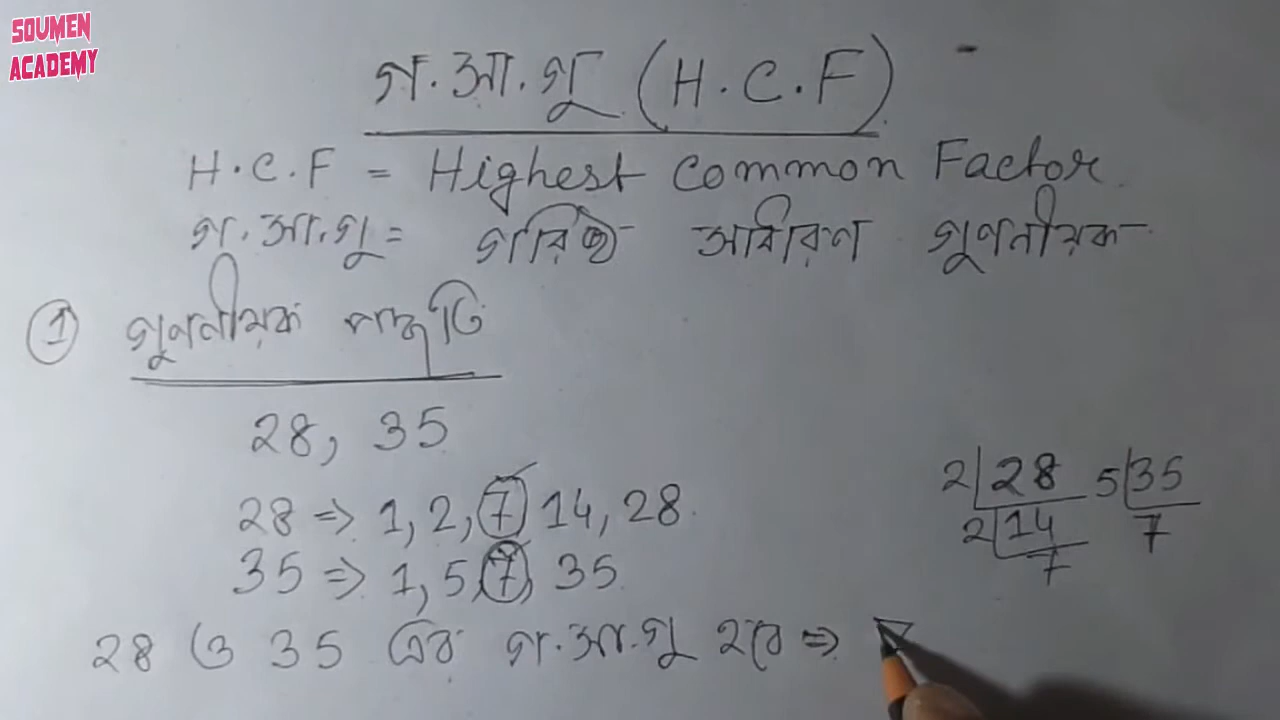 SOUMEN
ACADEMY
গ.সা.গু (H.C.F)
H.C.F = Highest Common Factor
গ.সা.গু = গরিষ্ঠ সাধারণ গুণনীয়ক
① গুণনীয়ক পদ্ধতি
28, 35
28 ⇒ 1, 2, 7, 14, 28
35 ⇒ 1, 5, 7, 35
2 28
2 14
7
5 35
7
28 ও 35 এর গ.সা.গু হবে ⇒